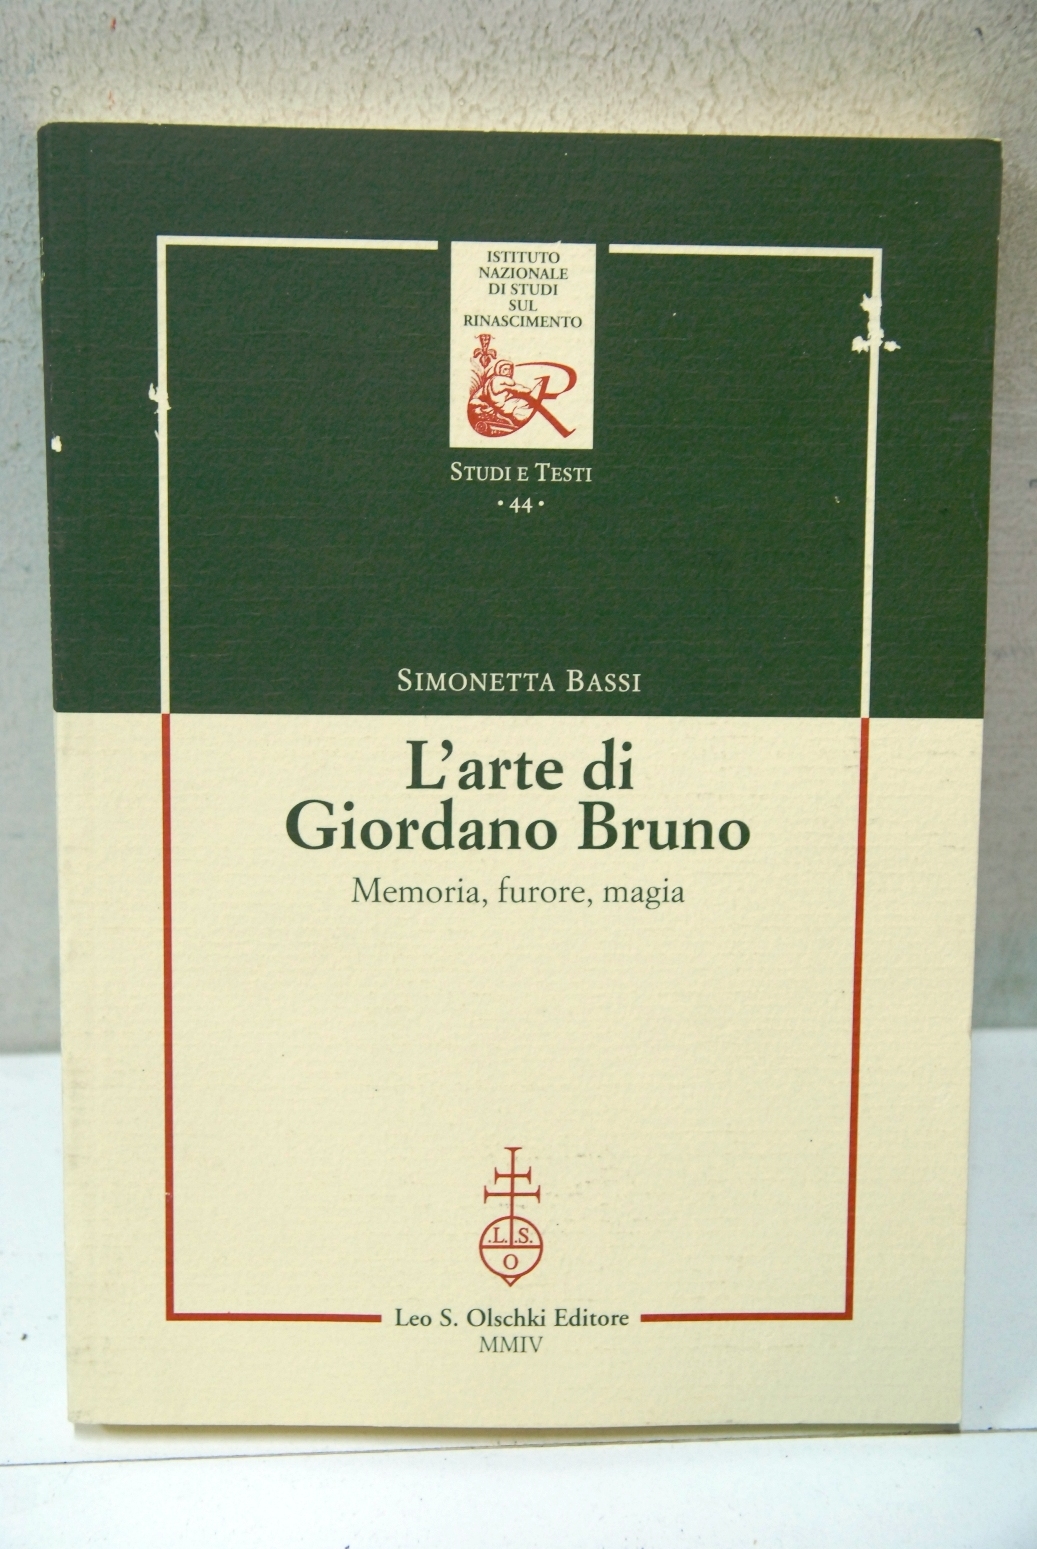 ISTITUTO
NAZIONALE
DI STUDI
SUL
RINASCIMENTO
R
STUDI E TESTI
• 44 •
SIMONETTA BASSI
L'arte di
Giordano Bruno
Memoria, furore, magia
.L. .S.
O
Leo S. Olschki Editore
MMIV